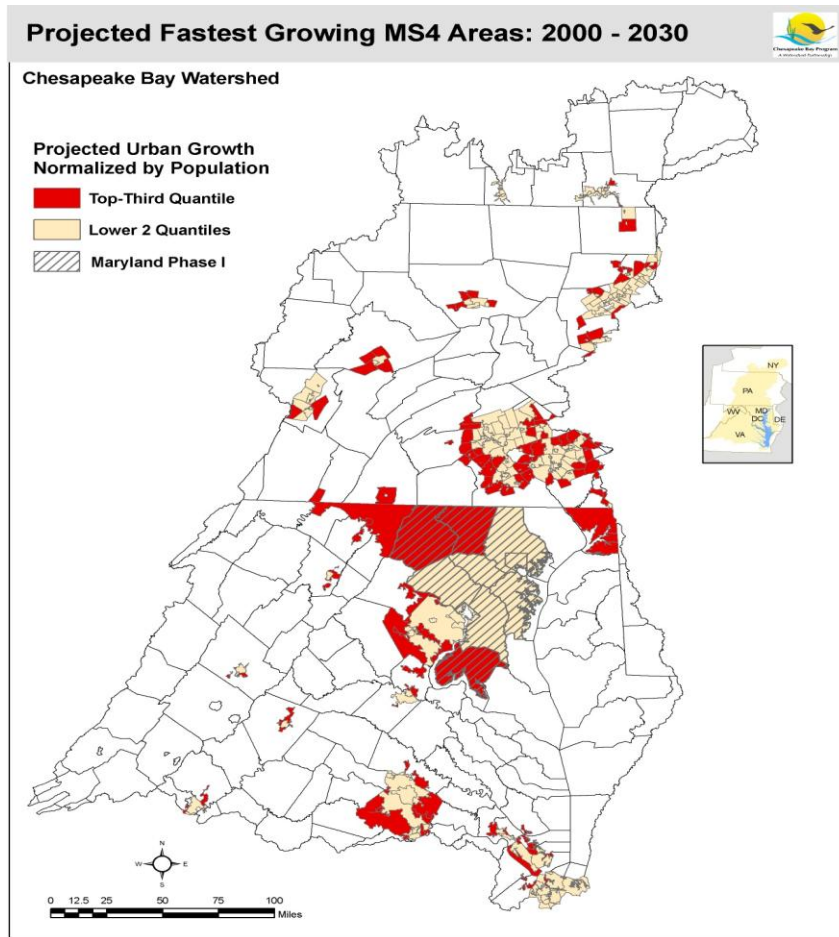 Projected Fastest Growing MS4 Areas: 2000 - 2030
Chesapeake Bay Program
A Watershed Partnership
Chesapeake Bay Watershed
Projected Urban Growth
Normalized by Population
Top-Third Quantile
Lower 2 Quantiles
Maryland Phase I
NY
PA
WV
MD
DC
DE
VA
N
W
E
S
0 12.5 25 50 75 100
Miles